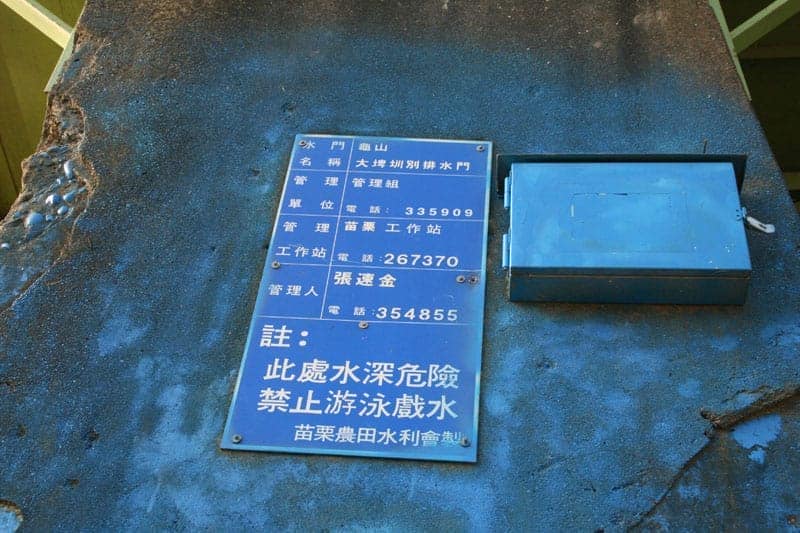 水門 龜山
名稱 大埤圳別排水門
管理 管理組
單位 電話：335909
管理 苗栗工作站
工作站 電話：267370
管理人 張速金
電話：354855
註：
此處水深危險
禁止游泳戲水
苗栗農田水利會製